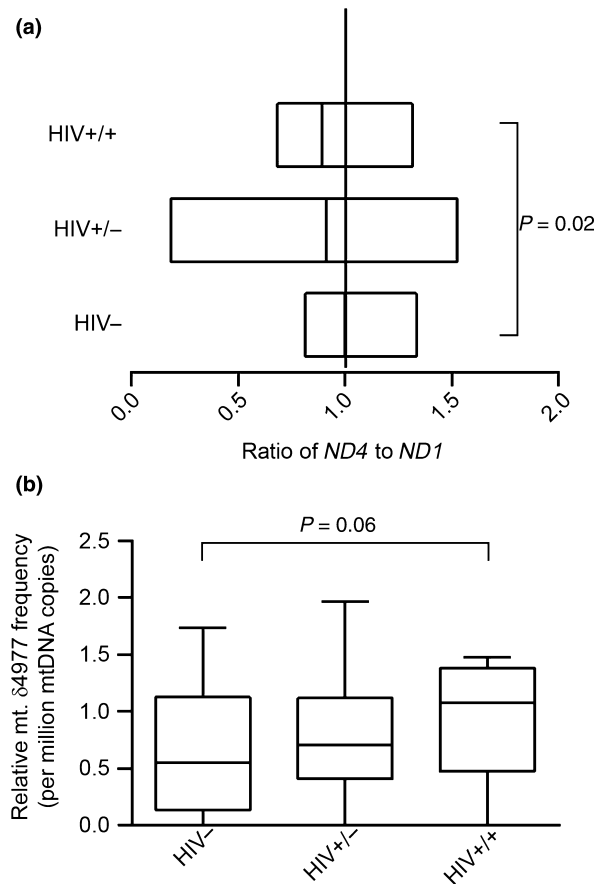 (a)
HIV+/+
HIV+/–
HIV–
P = 0.02
0.0 0.5 1.0 1.5 2.0
Ratio of ND4 to ND1
(b)
Relative mt. δ4977 frequency
(per million mtDNA copies)
P = 0.06
2.5
2.0
1.5
1.0
0.5
0.0
HIV– HIV+/– HIV+/+